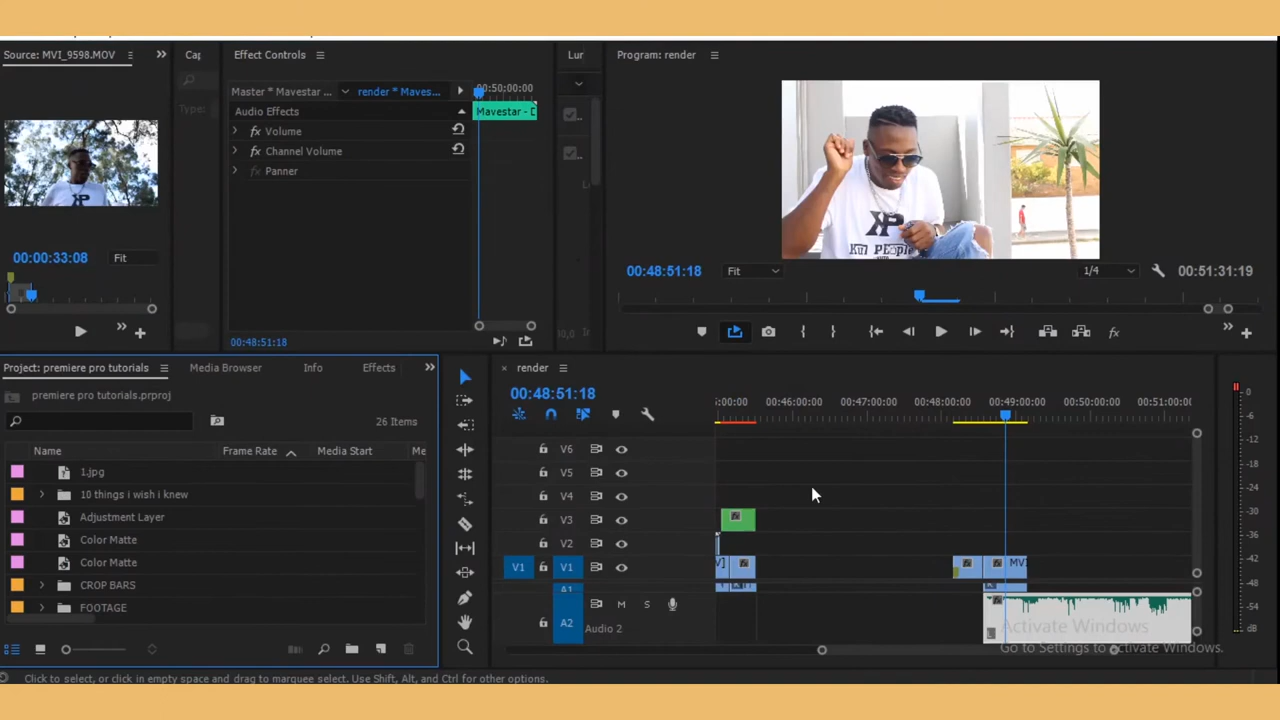 Source: MVI_9598.MOV
Cap
Effect Controls
Lur
Program: render
Master * Mavestar ...
render * Maves...
00:50;00:00
Type:
Audio Effects
Mavestar - D
Volume
Channel Volume
Panner
00:00:33:08
Fit
00:48:51:18
Fit
1/4
00:51:31:19
00:48:51:18
Project: premiere pro tutorials
Media Browser
Info
Effects
render
premiere pro tutorials.prproj
00:48:51:18
26 Items
:00:00
00:46:00:00
00:47:00:00
00:48:00:00
00:49:00:00
00:50:00:00
00:51:00:0
Name
Frame Rate
Media Start
Me
V6
1.jpg
V5
10 things i wish i knew
V4
Adjustment Layer
V3
Color Matte
V2
Color Matte
V1
V1
V]
MVI
CROP BARS
A1
FOOTAGE
A2
M
S
Audio 2
0
-6
-12
-18
-24
-30
-36
-42
-48
-54
dB
Activate Windows
Go to Settings to Activate Windows.
Click to select, or click in empty space and drag to marquee select. Use Shift, Alt, and Ctrl for other options.
KP
Kul PEOPLE